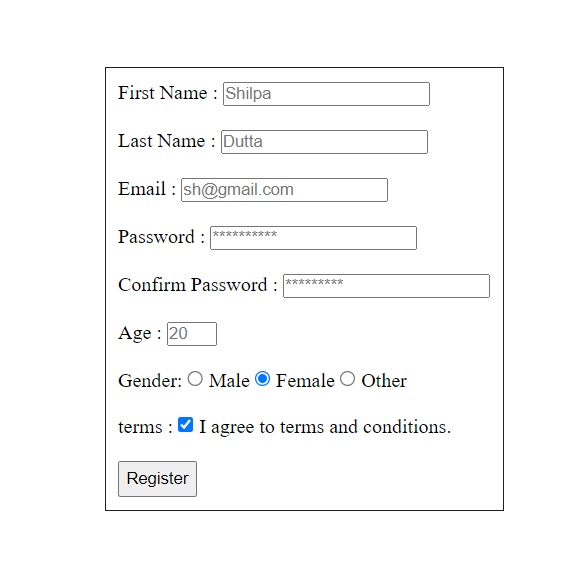 First Name : Shilpa
Last Name : Dutta
Email : sh@gmail.com
Password : **********
Confirm Password : *********
Age : 20
Gender: Male Female Other
terms : I agree to terms and conditions.
Register